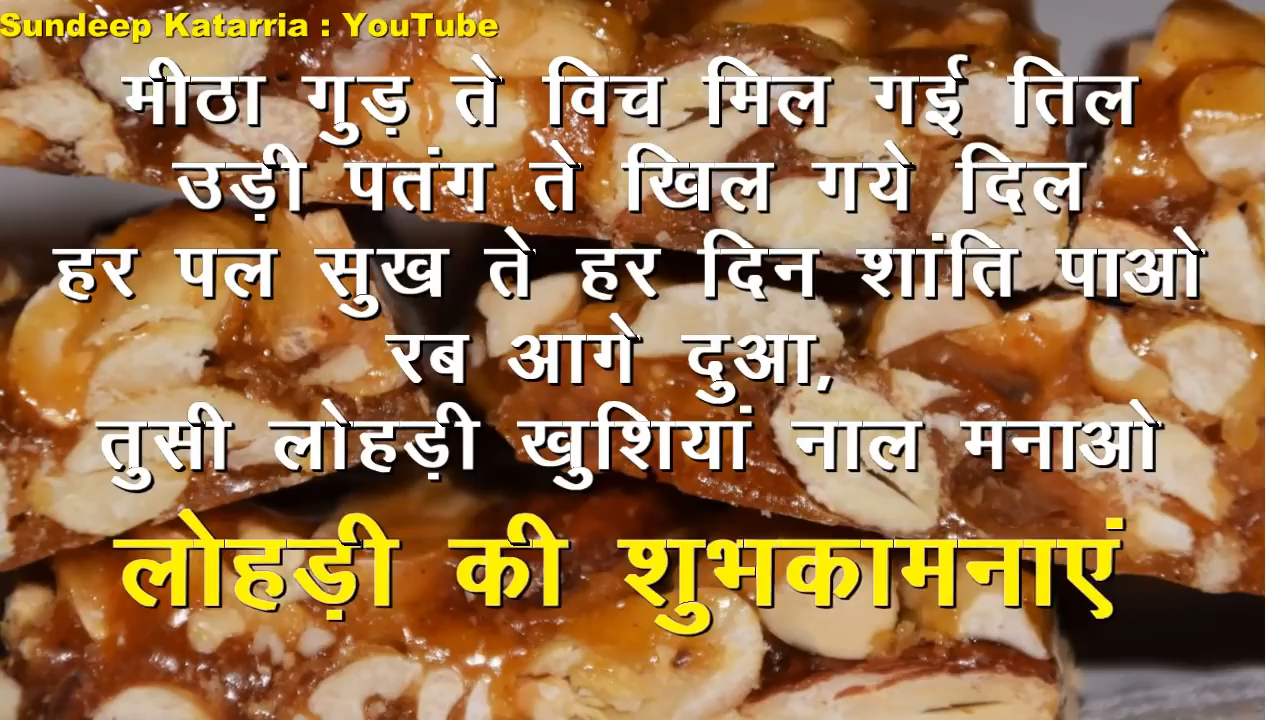 Sundeep Katarria : YouTube
मीठा गुड़ ते विच मिल गई तिल
उड़ी पतंग ते खिल गये दिल
हर पल सुख ते हर दिन शांति पाओ
रब आगे दुआ,
तुसी लोहड़ी खुशियां नाल मनाओ
लोहड़ी की शुभकामनाएं